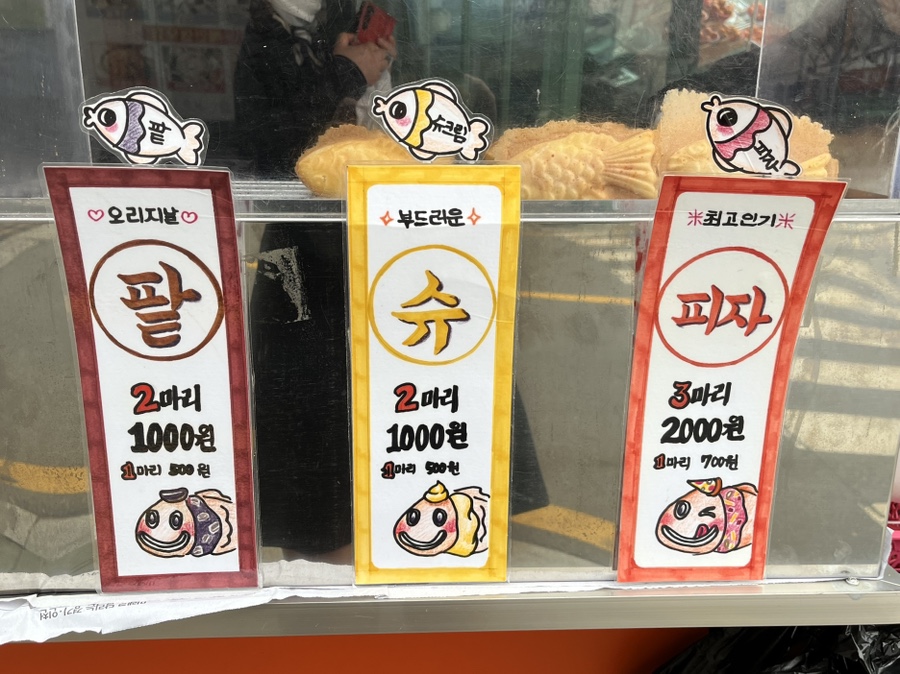 팥
슈크림
피자
♡오리지날♡
팥
2마리
1000원
1마리 500원
✧부드러운✧
슈
2마리
1000원
1마리 500원
최고인기
피자
3마리
2000원
1마리 700원